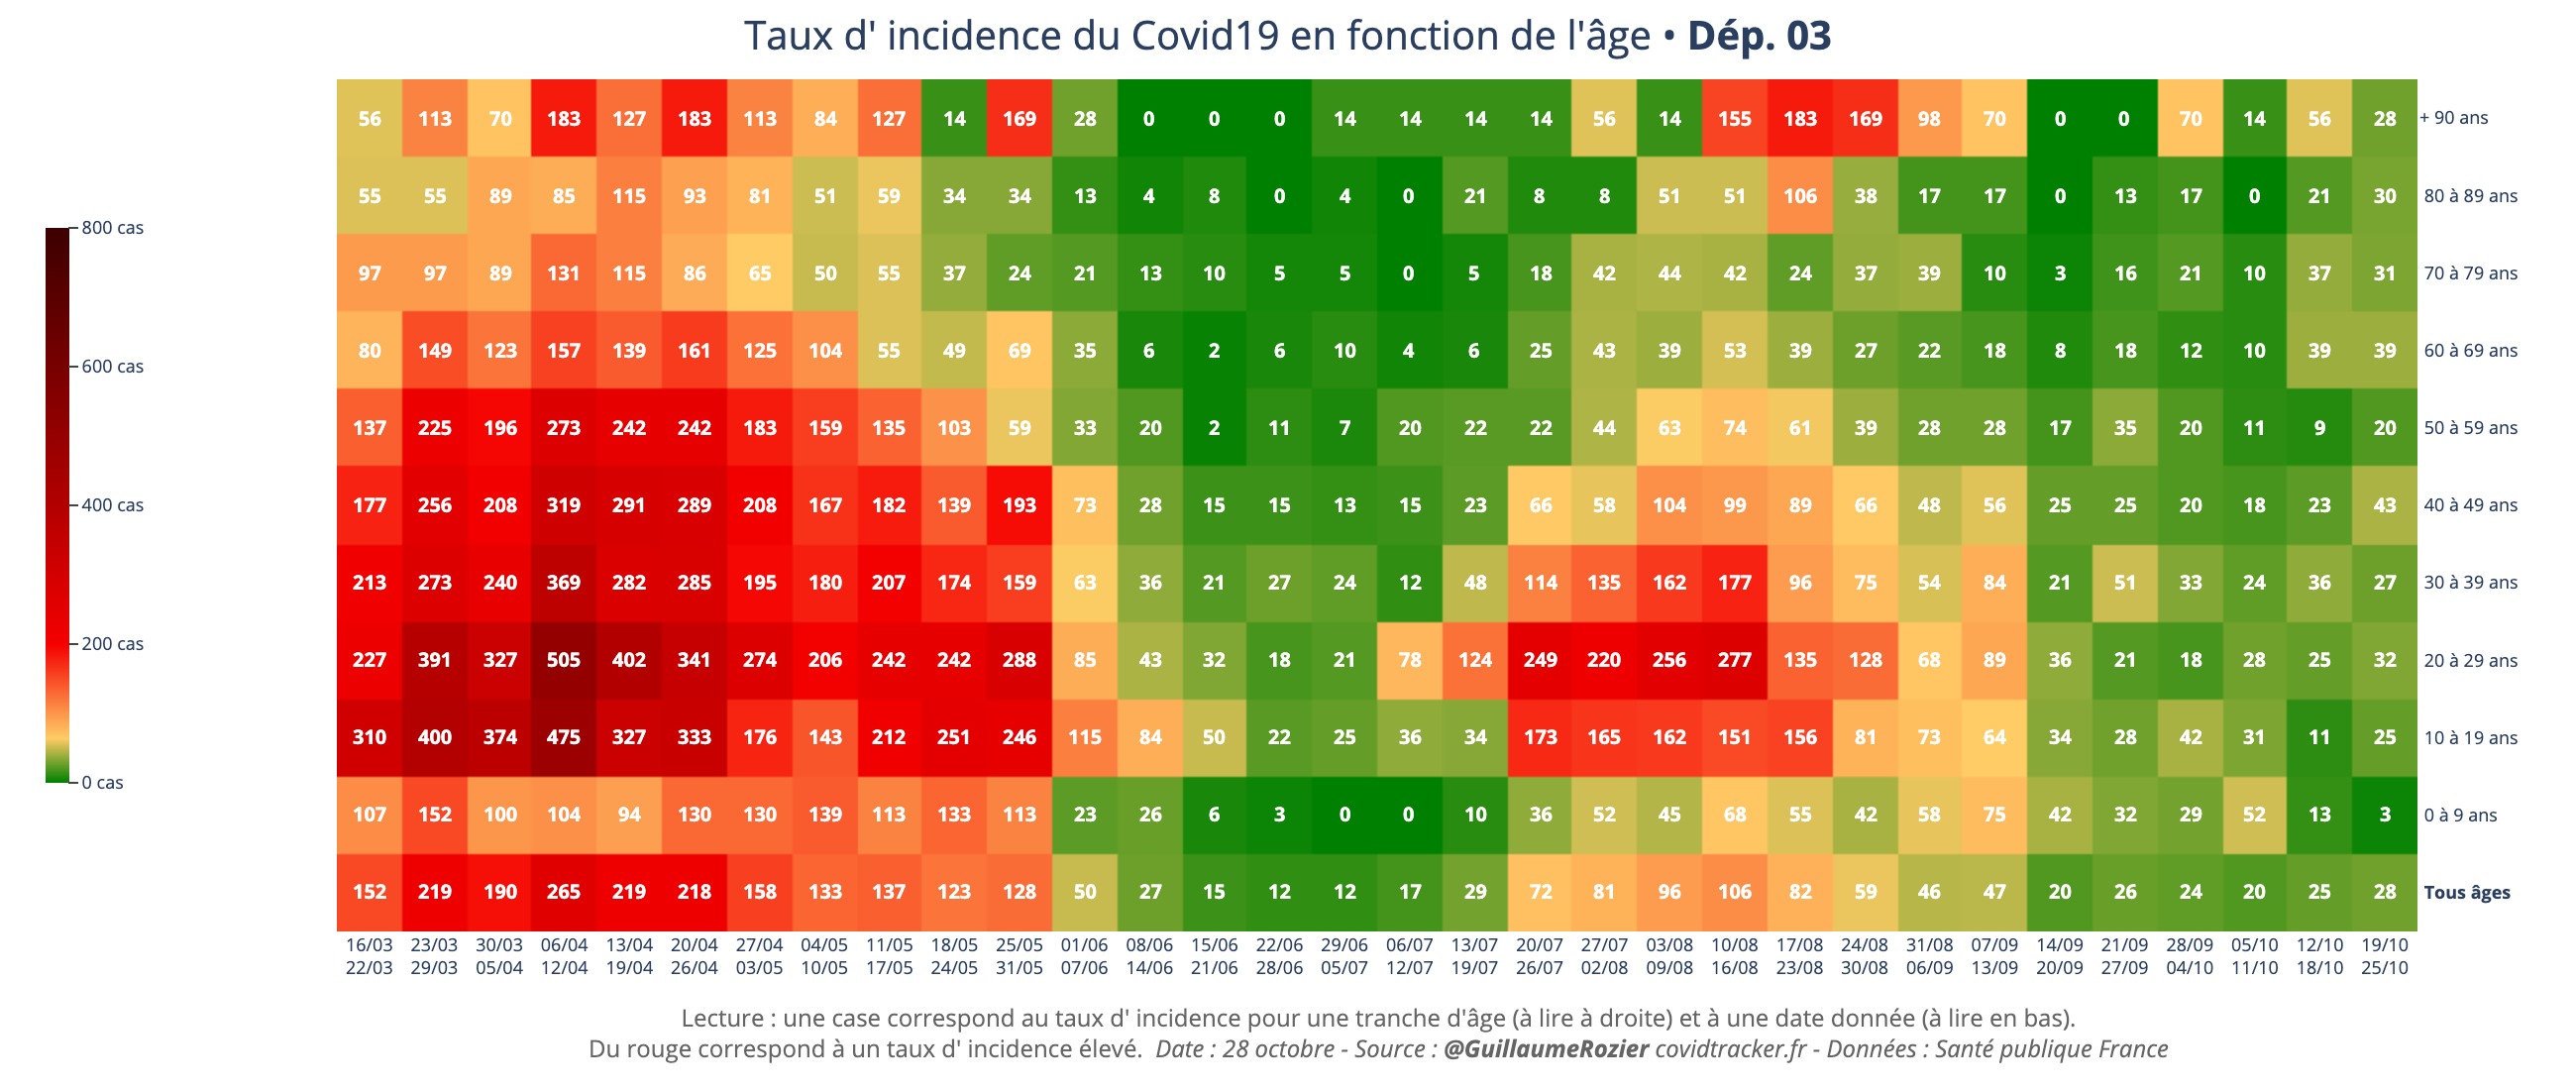 Taux d' incidence du Covid19 en fonction de l'âge • Dép. 03
800 cas
600 cas
400 cas
200 cas
0 cas
56 113 70 183 127 183 113 84 127 14 169 28 0 0 0 14 14 14 14 56 14 155 183 169 98 70 0 0 70 14 56 28 + 90 ans
55 55 89 85 115 93 81 51 59 34 34 13 4 8 0 4 0 21 8 8 51 51 106 38 17 17 0 13 17 0 21 30 80 à 89 ans
97 97 89 131 115 86 65 50 55 37 24 21 13 10 5 5 0 5 18 42 44 42 24 37 39 10 3 16 21 10 37 31 70 à 79 ans
80 149 123 157 139 161 125 104 55 49 69 35 6 2 6 10 4 6 25 43 39 53 39 27 22 18 8 18 12 10 39 39 60 à 69 ans
137 225 196 273 242 242 183 159 135 103 59 33 20 2 11 7 20 22 22 44 63 74 61 39 28 28 17 35 20 11 9 20 50 à 59 ans
177 256 208 319 291 289 208 167 182 139 193 73 28 15 15 13 15 23 66 58 104 99 89 66 48 56 25 25 20 18 23 43 40 à 49 ans
213 273 240 369 282 285 195 180 207 174 159 63 36 21 27 24 12 48 114 135 162 177 96 75 54 84 21 51 33 24 36 27 30 à 39 ans
227 391 327 505 402 341 274 206 242 242 288 85 43 32 18 21 78 124 249 220 256 277 135 128 68 89 36 21 18 28 25 32 20 à 29 ans
310 400 374 475 327 333 176 143 212 251 246 115 84 50 22 25 36 34 173 165 162 151 156 81 73 64 34 28 42 31 11 25 10 à 19 ans
107 152 100 104 94 130 130 139 113 133 113 23 26 6 3 0 0 10 36 52 45 68 55 42 58 75 42 32 29 52 13 3 0 à 9 ans
152 219 190 265 219 218 158 133 137 123 128 50 27 15 12 12 17 29 72 81 96 106 82 59 46 47 20 26 24 20 25 28 Tous âges
16/03 23/03 30/03 06/04 13/04 20/04 27/04 04/05 11/05 18/05 25/05 01/06 08/06 15/06 22/06 29/06 06/07 13/07 20/07 27/07 03/08 10/08 17/08 24/08 31/08 07/09 14/09 21/09 28/09 05/10 12/10 19/10
22/03 29/03 05/04 12/04 19/04 26/04 03/05 10/05 17/05 24/05 31/05 07/06 14/06 21/06 28/06 05/07 12/07 19/07 26/07 02/08 09/08 16/08 23/08 30/08 06/09 13/09 20/09 27/09 04/10 11/10 18/10 25/10
Lecture : une case correspond au taux d' incidence pour une tranche d'âge (à lire à droite) et à une date donnée (à lire en bas).
Du rouge correspond à un taux d' incidence élevé. Date : 28 octobre - Source : @GuillaumeRozier covidtracker.fr - Données : Santé publique France